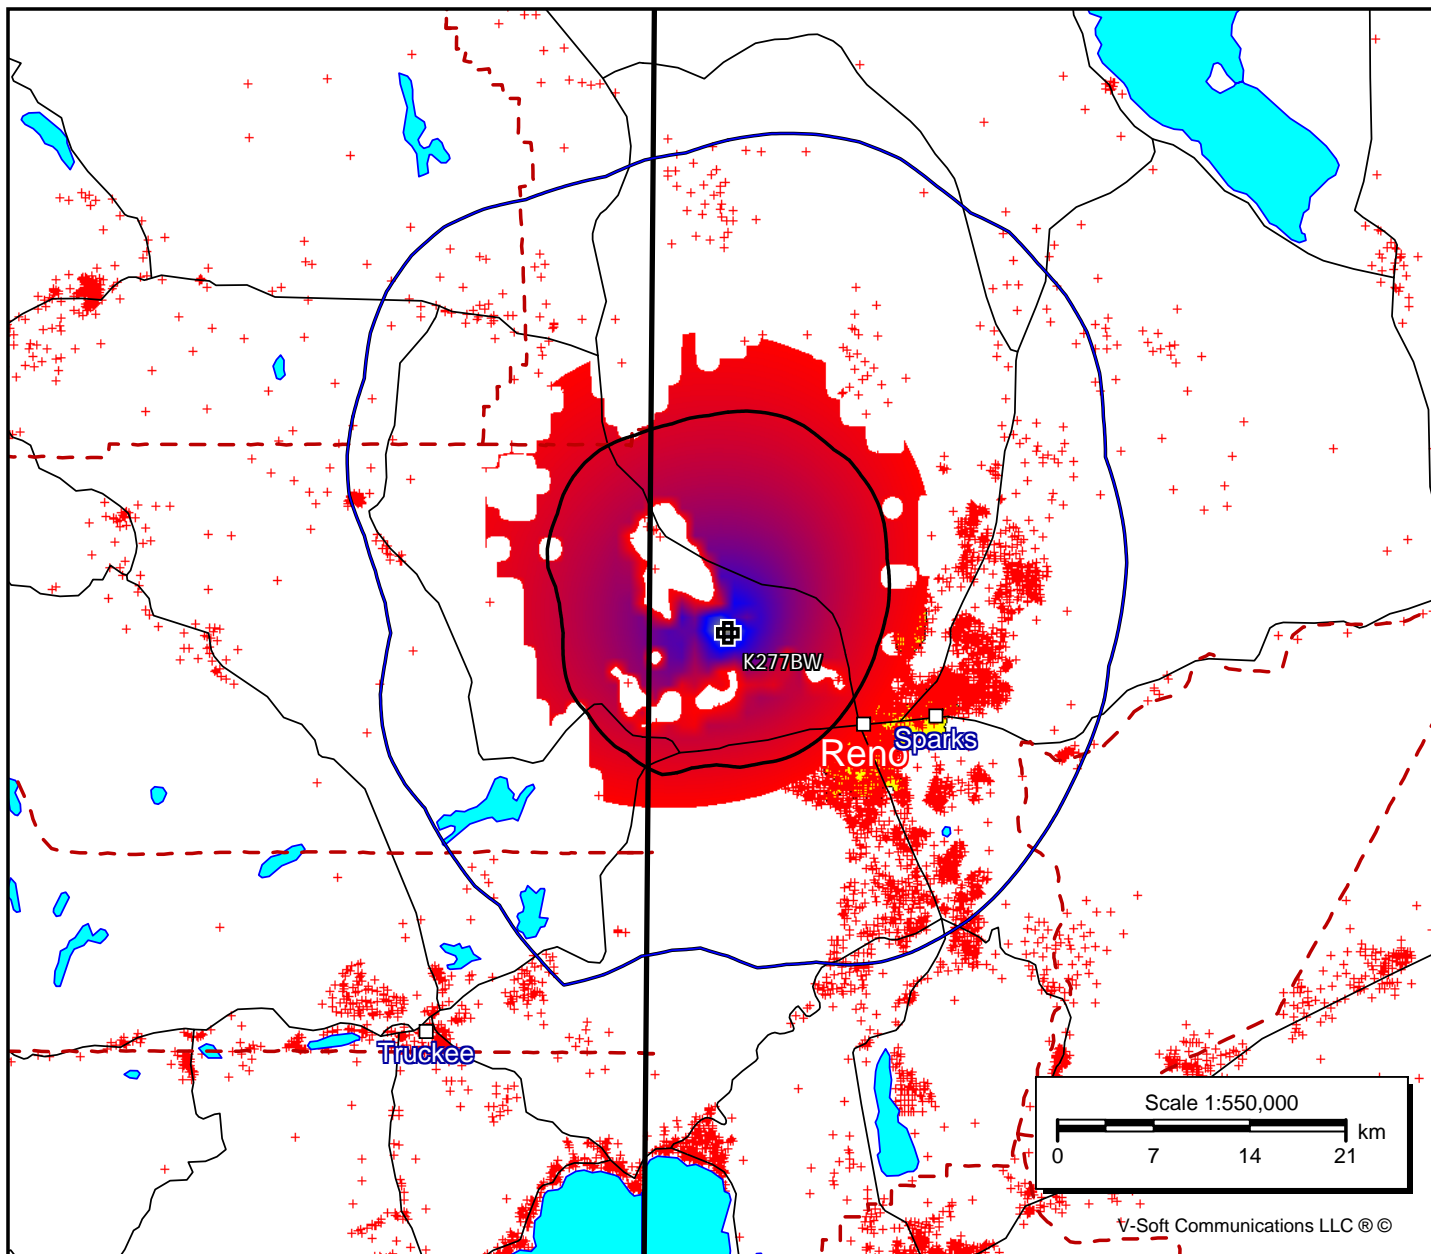 K277BW
Sparks
Reno
Truckee
Scale 1:550,000
km
0 7 14 21
V-Soft Communications LLC ® ©